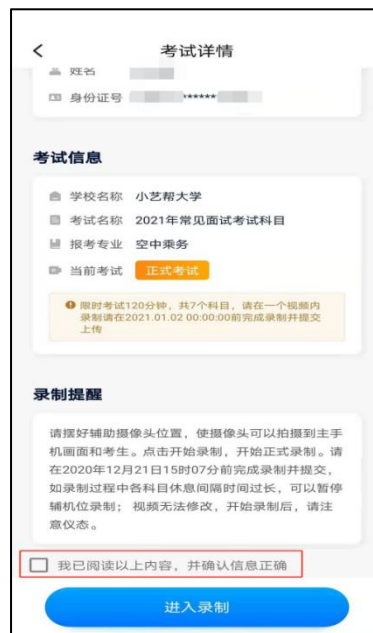 考试详情
姓名
身份证号 ******
考试信息
学校名称 小艺帮大学
考试名称 2021年常见面试考试科目
报考专业 空中乘务
当前考试 正式考试
限时考试120分钟，共7个科目，请在一个视频内
录制请在2021.01.02 00:00:00前完成录制并提交
上传
录制提醒
请摆好辅助摄像头位置，使摄像头可以拍摄到主手
机画面和考生。点击开始录制，开始正式录制。请
在2020年12月21日15时07分前完成录制并提交，
如录制过程中各科目休息间隔时间过长，可以暂停
辅机位录制； 视频无法修改，开始录制后，请注
意仪态。
我已阅读以上内容，并确认信息正确
进入录制